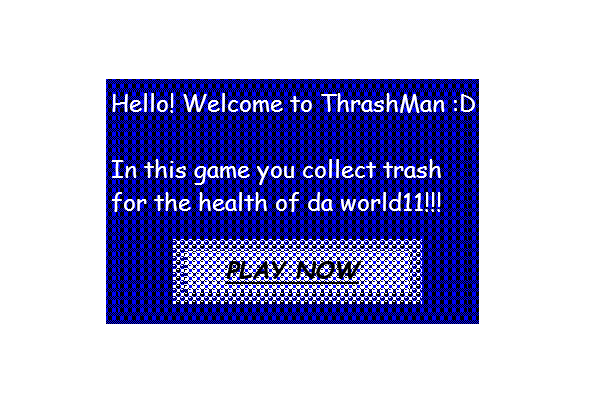 Hello! Welcome to ThrashMan :D
In this game you collect trash
for the health of da world11!!!
PLAY NOW